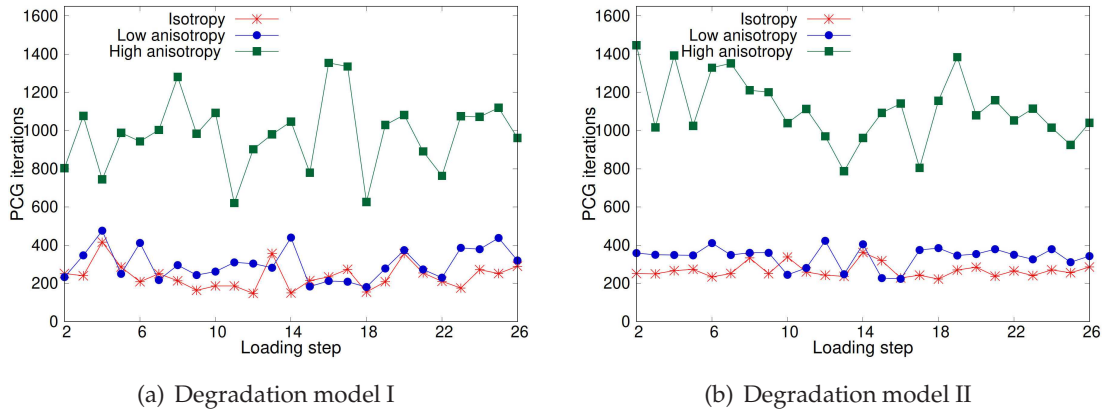 1600
1400
1200
1000
800
600
400
200
0
PCG iterations
Isotropy
Low anisotropy
High anisotropy
2 6 10 14 18 22 26
Loading step
(a) Degradation model I
1600
1400
1200
1000
800
600
400
200
0
PCG iterations
Isotropy
Low anisotropy
High anisotropy
2 6 10 14 18 22 26
Loading step
(b) Degradation model II